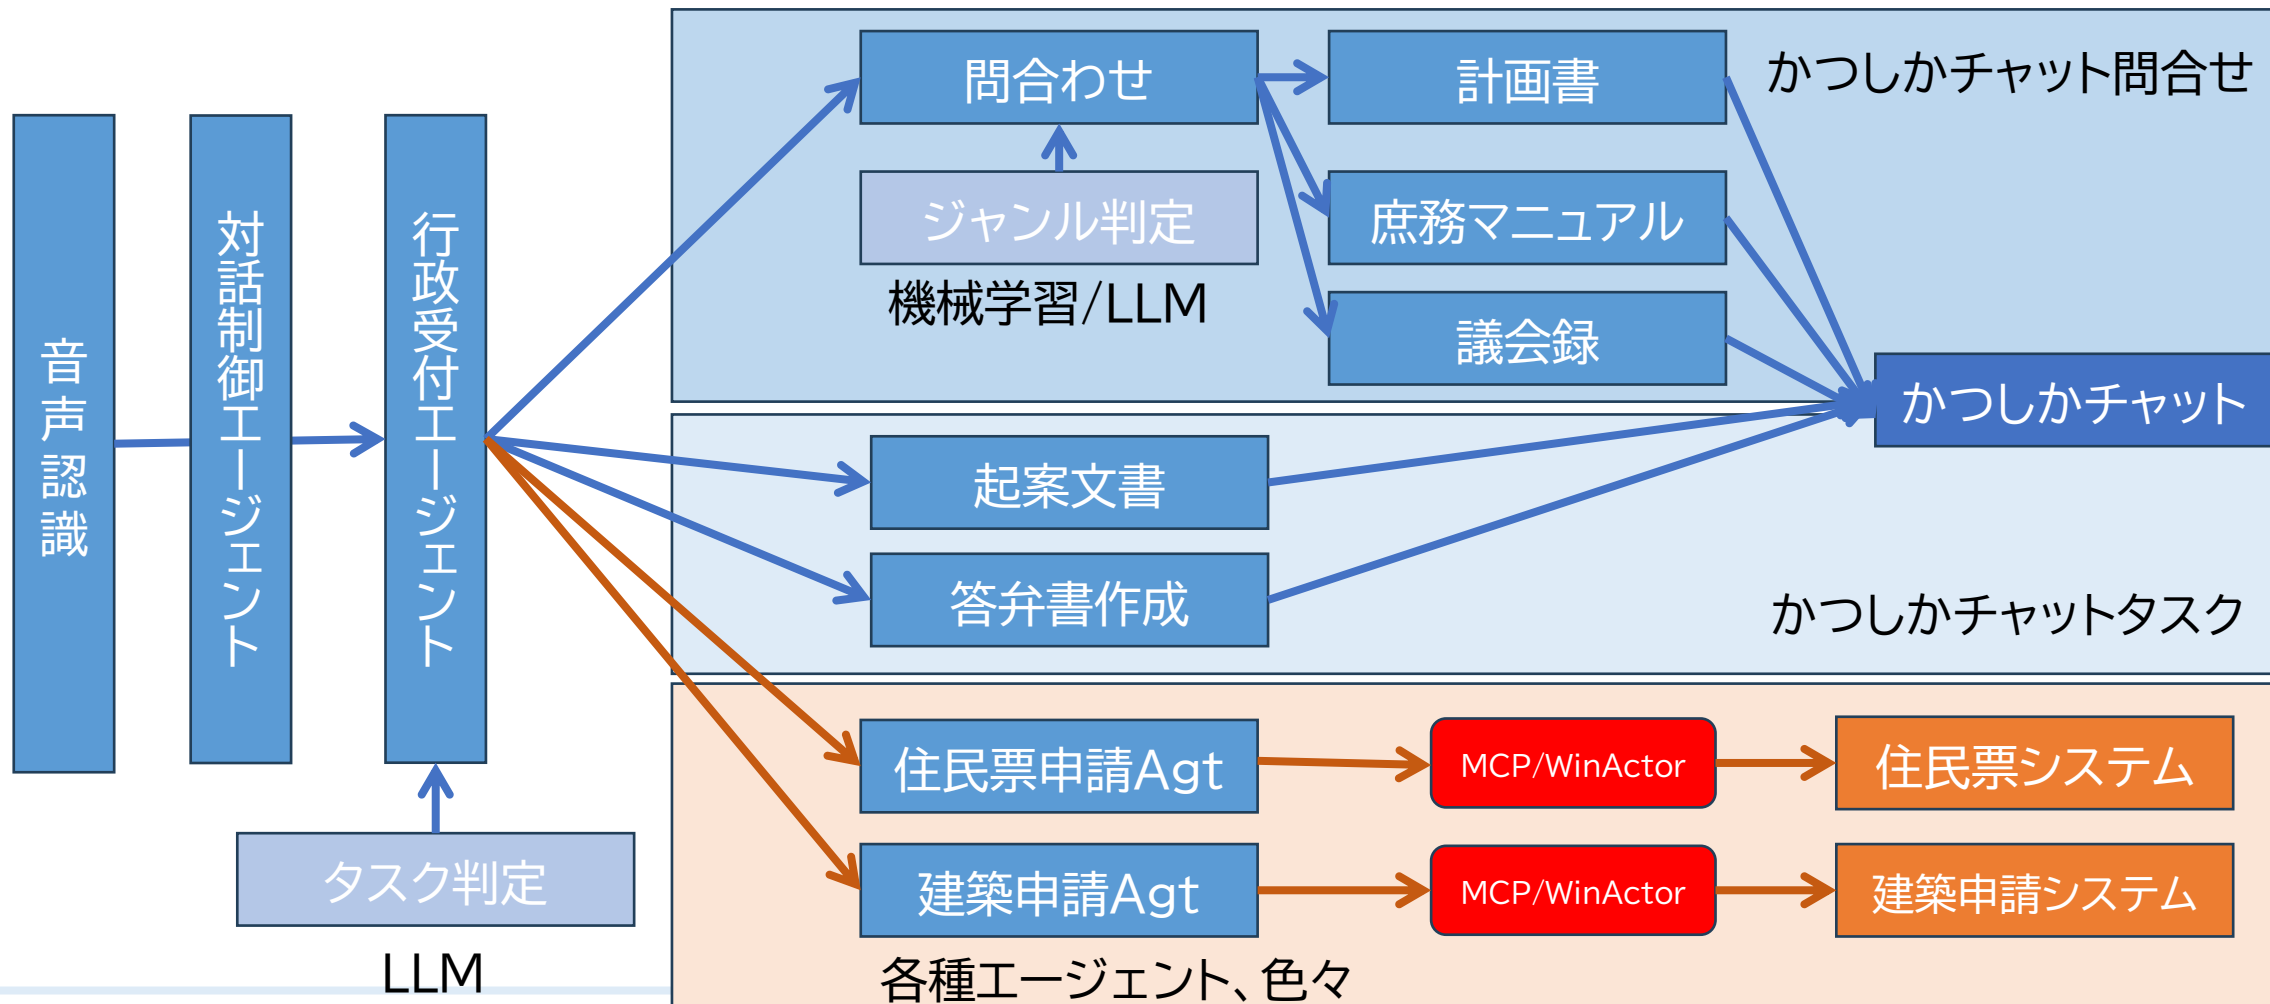 音声認識
対話制御エージェント
行政受付エージェント
タスク判定
LLM
問合わせ
計画書
かつしかチャット問合せ
ジャンル判定
庶務マニュアル
機械学習/LLM
議会録
かつしかチャット
起案文書
答弁書作成
かつしかチャットタスク
住民票申請Agt
MCP/WinActor
住民票システム
建築申請Agt
MCP/WinActor
建築申請システム
各種エージェント、色々